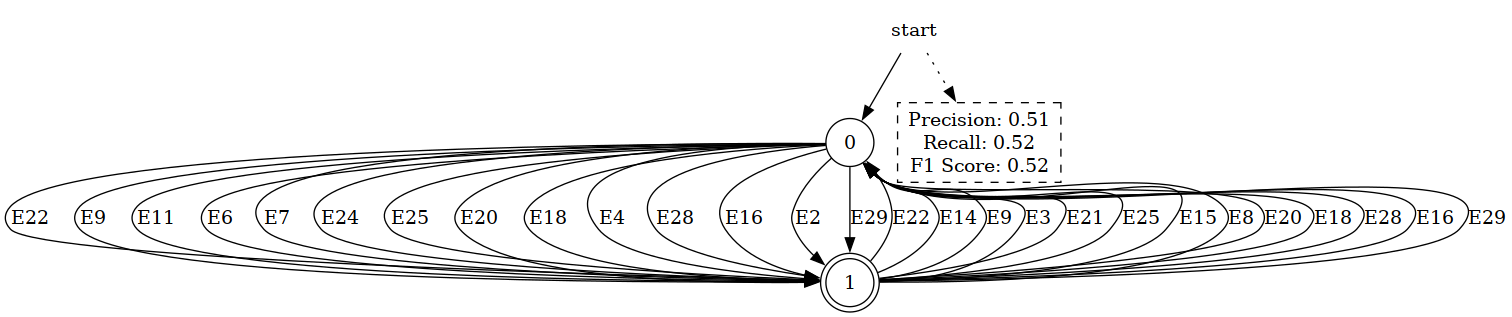 start
0
Precision: 0.51
Recall: 0.52
F1 Score: 0.52
E22 E9 E11 E6 E7 E24 E25 E20 E18 E4 E28 E16 E2 E29 E22 E14 E9 E3 E21 E25 E15 E8 E20 E18 E28 E16 E29
1